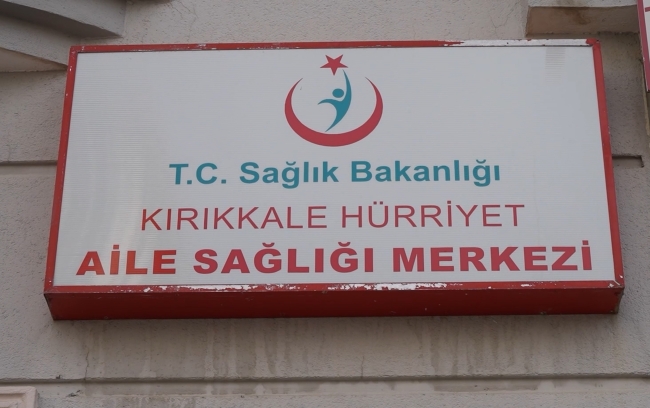 T.C. Sağlık Bakanlığı
KIRIKKALE HÜRRİYET
AİLE SAĞLIĞI MERKEZİ